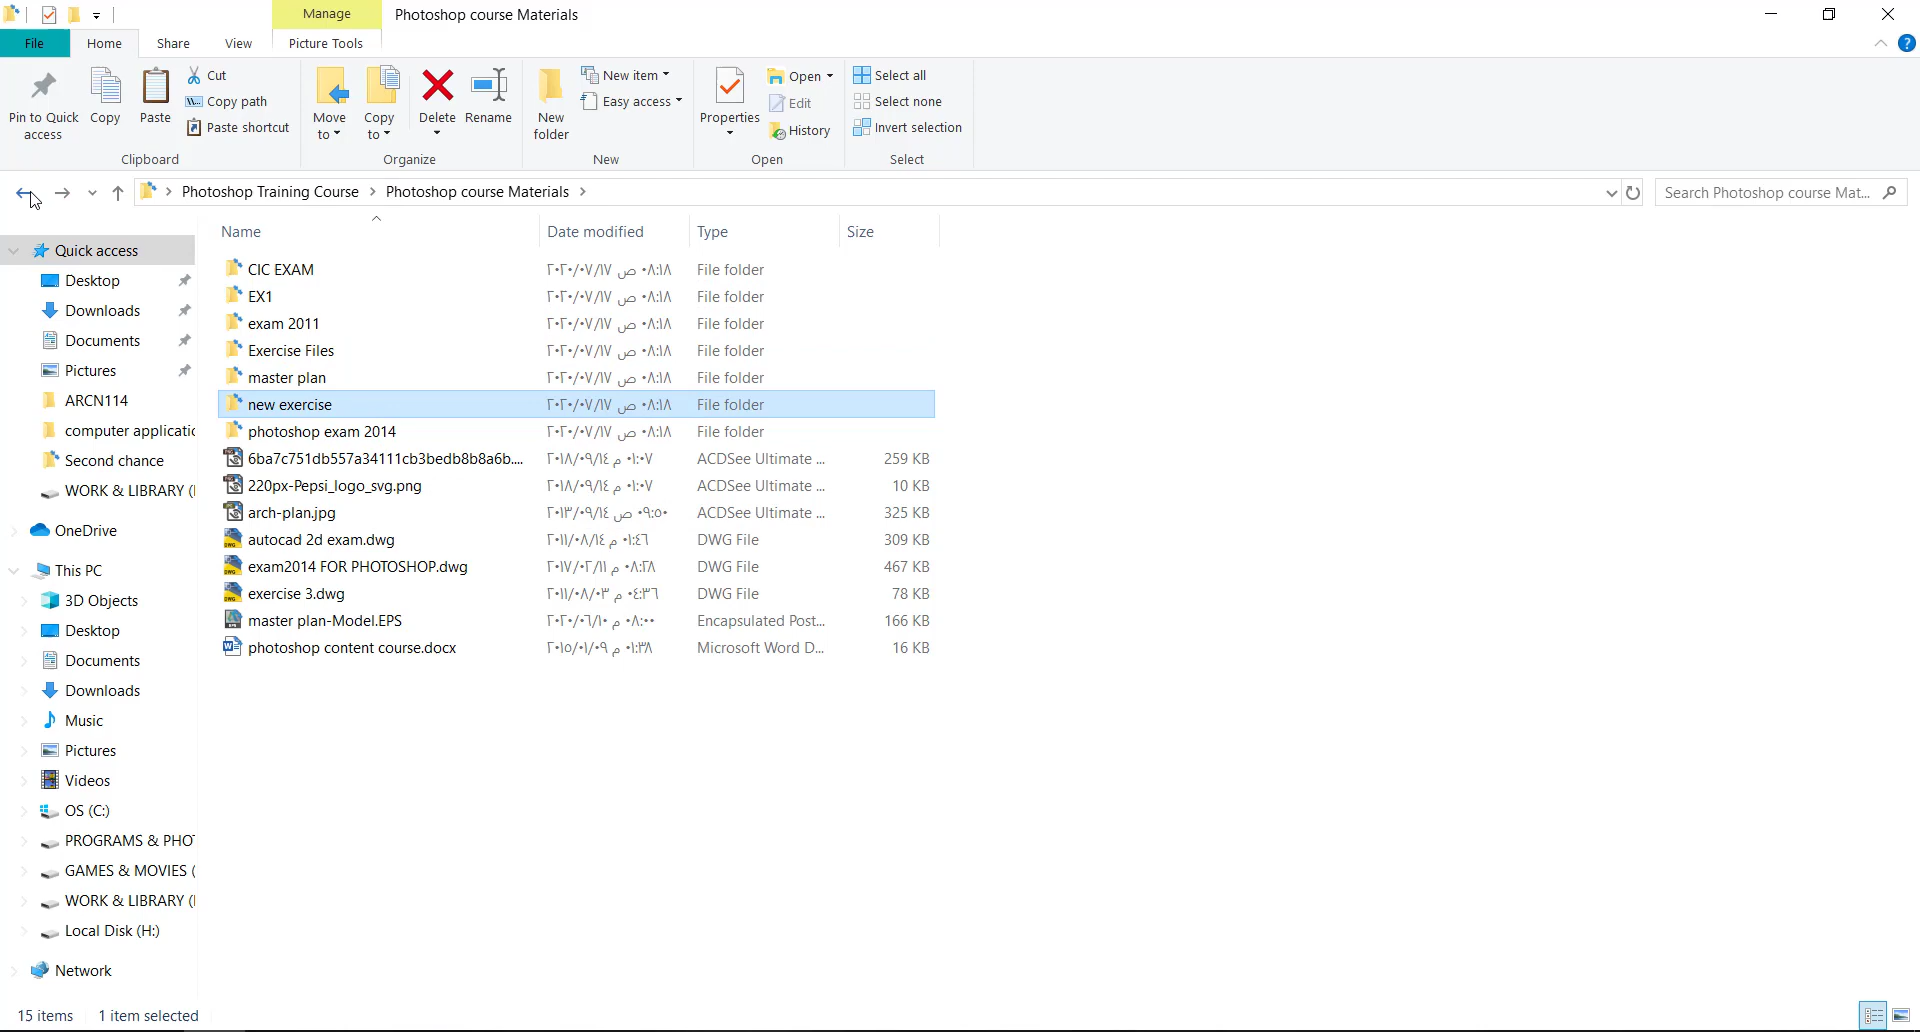 Manage
Photoshop course Materials
File
Home
Share
View
Picture Tools
Pin to Quick access
Copy
Paste
Cut
Copy path
Paste shortcut
Clipboard
Move to
Copy to
Delete
Rename
Organize
New folder
New item
Easy access
New
Properties
Open
Edit
History
Open
Select all
Select none
Invert selection
Select
Photoshop Training Course > Photoshop course Materials >
Search Photoshop course Mat...
Name
Date modified
Type
Size
CIC EXAM ٢٠٢٠/٠٧/١٧ ص ٠٨:١٨ File folder
EX1 ٢٠٢٠/٠٧/١٧ ص ٠٨:١٨ File folder
exam 2011 ٢٠٢٠/٠٧/١٧ ص ٠٨:١٨ File folder
Exercise Files ٢٠٢٠/٠٧/١٧ ص ٠٨:١٨ File folder
master plan ٢٠٢٠/٠٧/١٧ ص ٠٨:١٨ File folder
new exercise ٢٠٢٠/٠٧/١٧ ص ٠٨:١٨ File folder
photoshop exam 2014 ٢٠٢٠/٠٧/١٧ ص ٠٨:١٨ File folder
6ba7c751db557a34111cb3bedb8b8a6b.... ٢٠١٨/٠٩/١٤ م ٠١:٠٧ ACDSee Ultimate ... 259 KB
220px-Pepsi_logo_svg.png ٢٠١٨/٠٩/١٤ م ٠١:٠٧ ACDSee Ultimate ... 10 KB
arch-plan.jpg ٢٠١٣/٠٩/١٤ ص ٠٩:٥٠ ACDSee Ultimate ... 325 KB
autocad 2d exam.dwg ٢٠١١/٠٨/١٤ م ٠١:٤٦ DWG File 309 KB
exam2014 FOR PHOTOSHOP.dwg ٢٠١٧/٠٢/١١ م ٠٨:٢٨ DWG File 467 KB
exercise 3.dwg ٢٠١١/٠٨/٠٣ م ٠٤:٣٦ DWG File 78 KB
master plan-Model.EPS ٢٠٢٠/٠٦/١٠ م ٠٨:٠٠ Encapsulated Post... 166 KB
photoshop content course.docx ٢٠١٥/٠١/٠٩ م ٠١:٣٨ Microsoft Word D... 16 KB
Quick access
Desktop
Downloads
Documents
Pictures
ARCN114
computer applicatic
Second chance
WORK & LIBRARY (
OneDrive
This PC
3D Objects
Desktop
Documents
Downloads
Music
Pictures
Videos
OS (C:)
PROGRAMS & PHO
GAMES & MOVIES (
WORK & LIBRARY (
Local Disk (H:)
Network
15 items 1 item selected